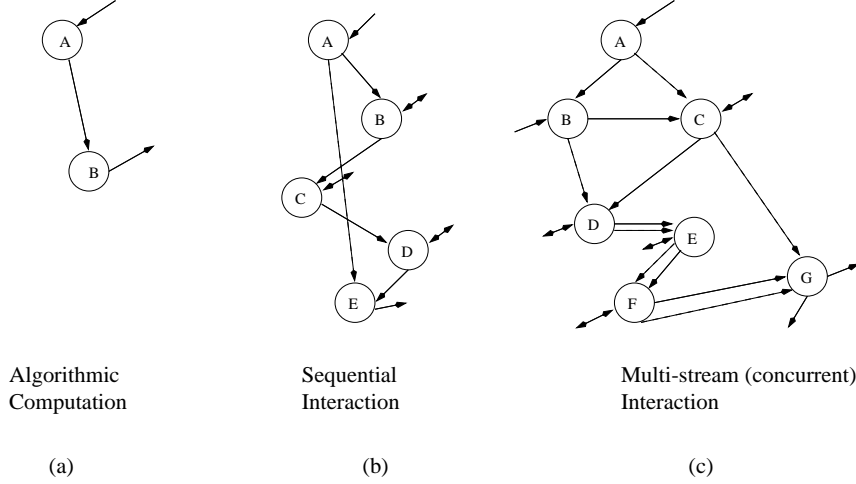 A
B
A
B
C
D
E
A
B
C
D
E
F
G
Algorithmic
Computation
Sequential
Interaction
Multi-stream (concurrent)
Interaction
(a)
(b)
(c)